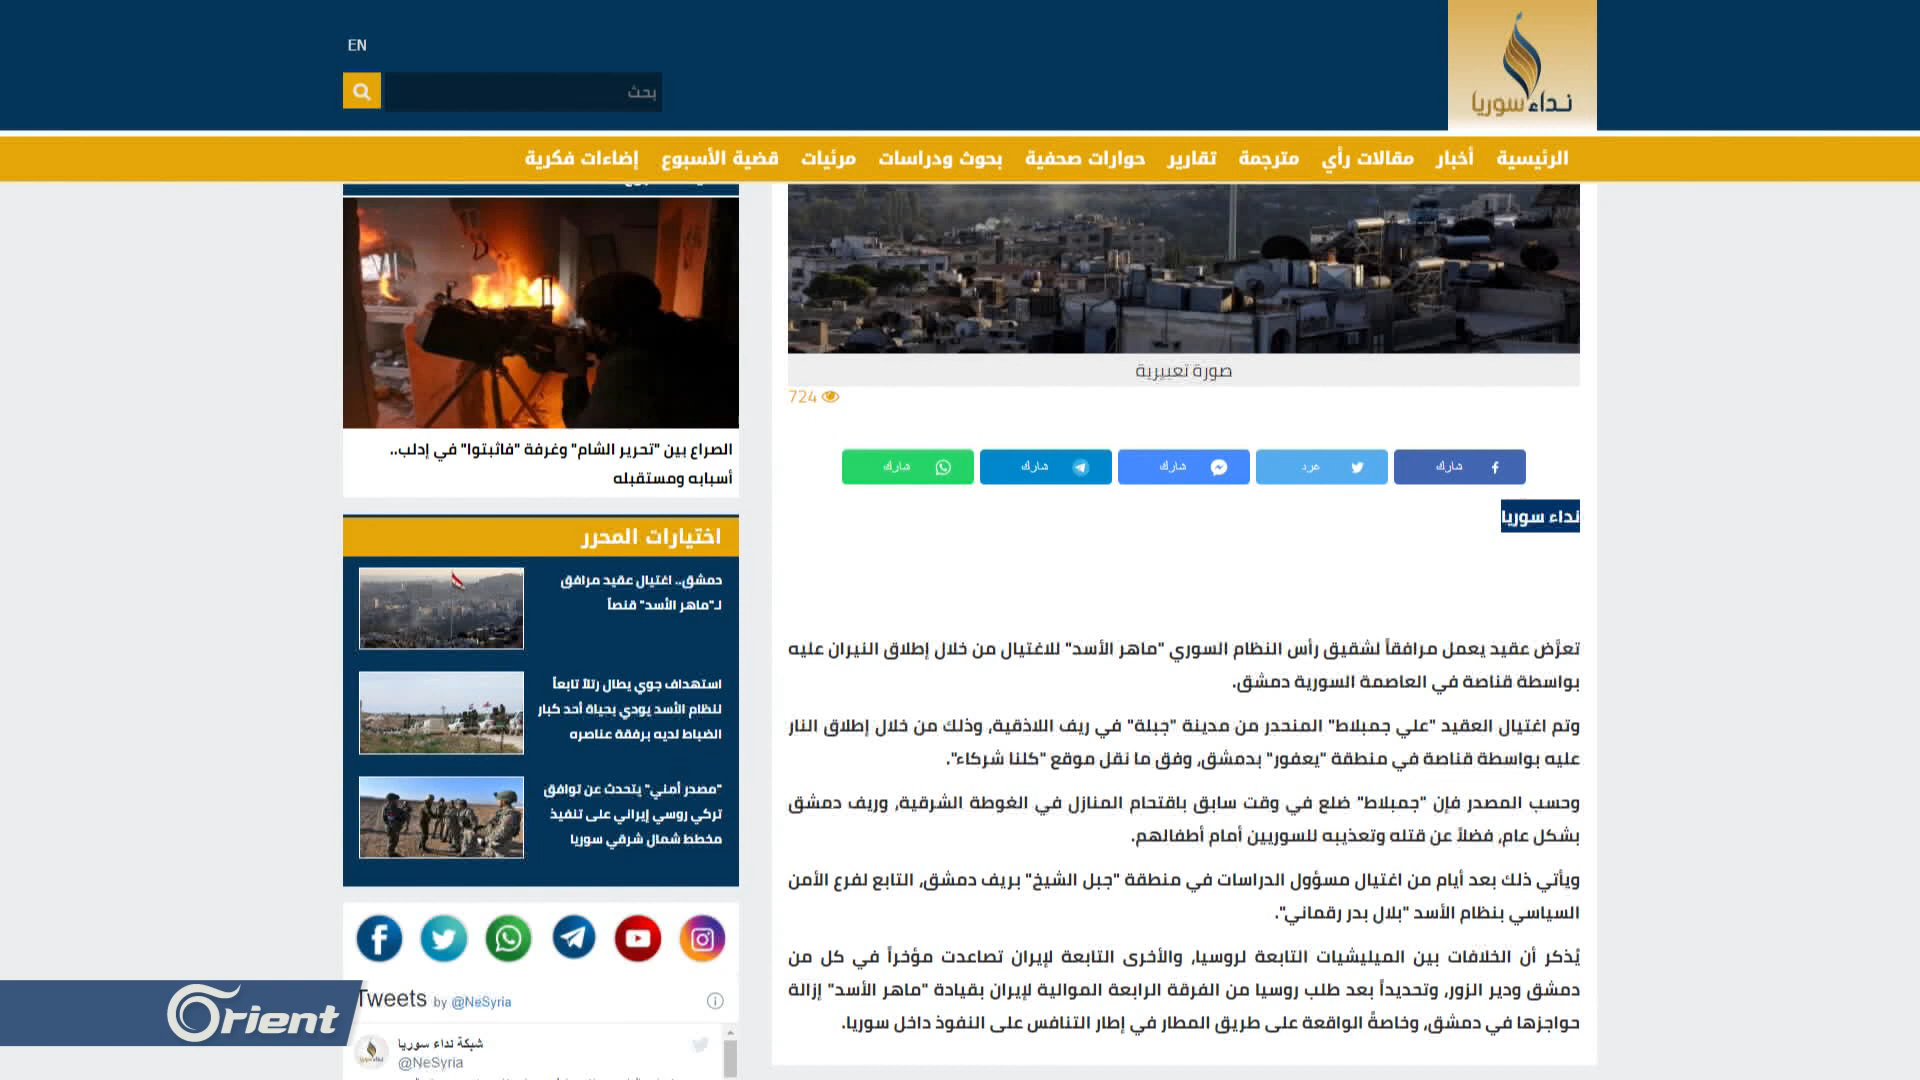 EN
بحث
نداء سوريا
الرئيسية أخبار مقالات رأي مترجمة تقارير حوارات صحفية بحوث ودراسات مرئيات قضية الأسبوع إضاءات فكرية
صورة تعبيرية
724
شارك غرد شارك شارك شارك
نداء سوريا
تعرَّض عقيد يعمل مرافقاً لشقيق رأس النظام السوري "ماهر الأسد" للاغتيال من خلال إطلاق النيران عليه
بواسطة قناصة في العاصمة السورية دمشق.
وتم اغتيال العقيد "علي جمبلاط" المنحدر من مدينة "جبلة" في ريف اللاذقية، وذلك من خلال إطلاق النار
عليه بواسطة قناصة في منطقة "يعفور" بدمشق، وفق ما نقل موقع "كلنا شركاء".
وحسب المصدر فإن "جمبلاط" ضلع في وقت سابق باقتحام المنازل في الغوطة الشرقية، وريف دمشق
بشكل عام، فضلاً عن قتله وتعذيبه للسوريين أمام أطفالهم.
ويأتي ذلك بعد أيام من اغتيال مسؤول الدراسات في منطقة "جبل الشيخ" بريف دمشق، التابع لفرع الأمن
السياسي بنظام الأسد "بلال بدر رقماني".
يُذكر أن الخلافات بين الميليشيات التابعة لروسيا، والأخرى التابعة لإيران تصاعدت مؤخراً في كل من
دمشق ودير الزور، وتحديداً بعد طلب روسيا من الفرقة الرابعة الموالية لإيران بقيادة "ماهر الأسد" إزالة
حواجزها في دمشق، وخاصةً الواقعة على طريق المطار في إطار التنافس على النفوذ داخل سوريا.
الصراع بين "تحرير الشام" وغرفة "فاثبتوا" في إدلب..
أسبابه ومستقبله
اختيارات المحرر
دمشق.. اغتيال عقيد مرافق
لـ"ماهر الأسد" قنصاً
استهداف جوي يطال رتلاً تابعاً
لنظام الأسد يودي بحياة أحد كبار
الضباط لديه برفقة عناصره
"مصدر أمني" يتحدث عن توافق
تركي روسي إيراني على تنفيذ
مخطط شمال شرقي سوريا
Tweets by @NeSyria
شبكة نداء سوريا
@NeSyria
Orient